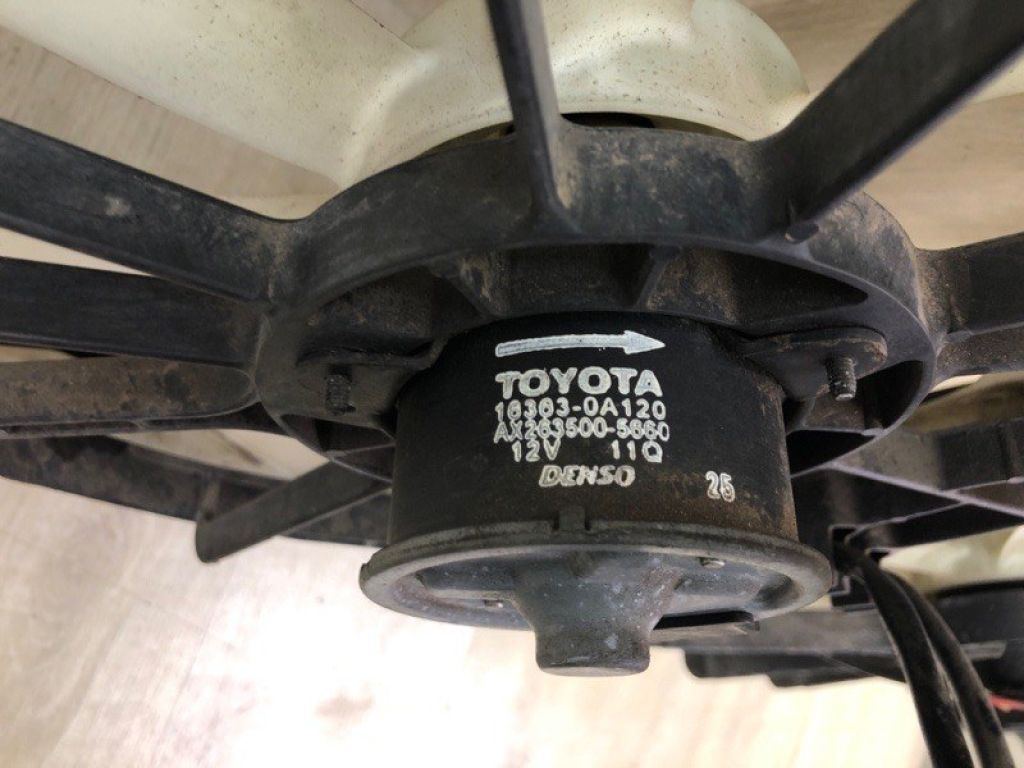 TOYOTA
16363-0A120
AX263500-5660
12V 11Q
DENSO
25